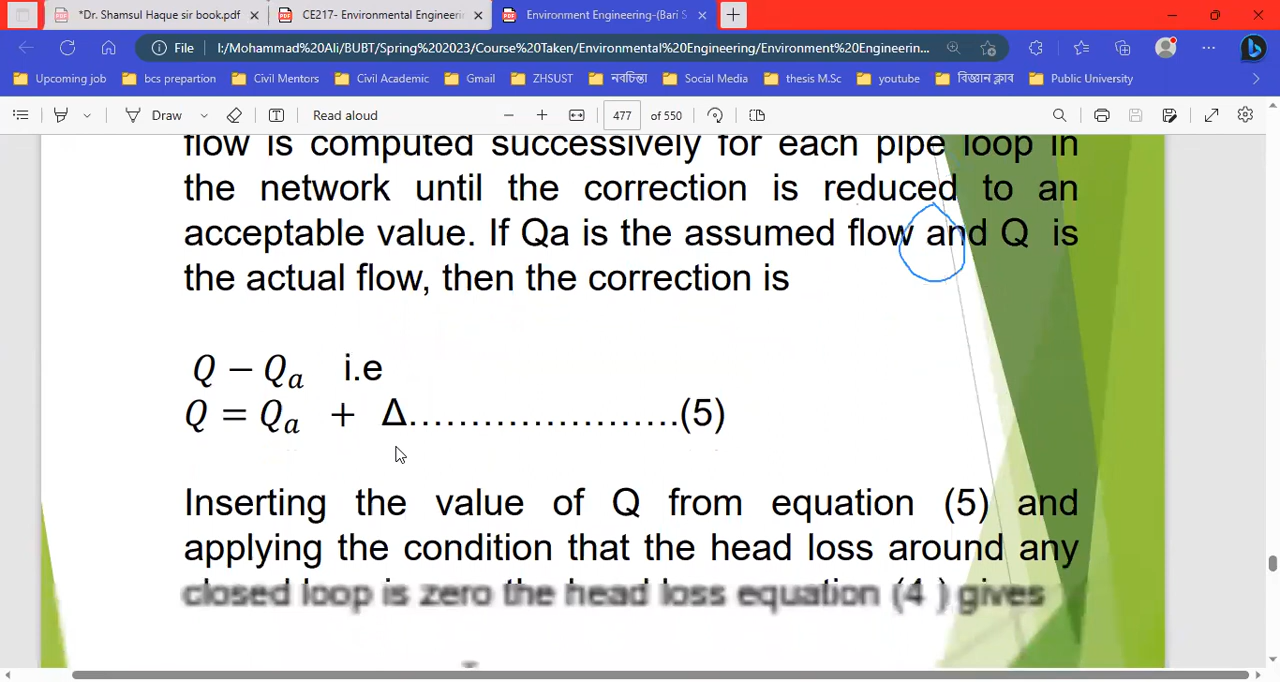 *Dr. Shamsul Haque sir book.pdf
CE217- Environmental Engineerin
Environment Engineering-(Bari S
File
I:/Mohammad%20Ali/BUBT/Spring%202023/Course%20Taken/Environmental%20Engineering/Environment%20Engineerin...
Upcoming job
bcs prepartion
Civil Mentors
Civil Academic
Gmail
ZHSUST
নবচিন্তা
Social Media
thesis M.Sc
youtube
বিজ্ঞান ক্লাব
Public University
Draw
Read aloud
477 of 550
flow is computed successively for each pipe loop in
the network until the correction is reduced to an
acceptable value. If Qa is the assumed flow and Q is
the actual flow, then the correction is
Q − Qₐ i.e
Q = Qₐ + Δ......................(5)
Inserting the value of Q from equation (5) and
applying the condition that the head loss around any
closed loop is zero the head loss equation (4 ) gives